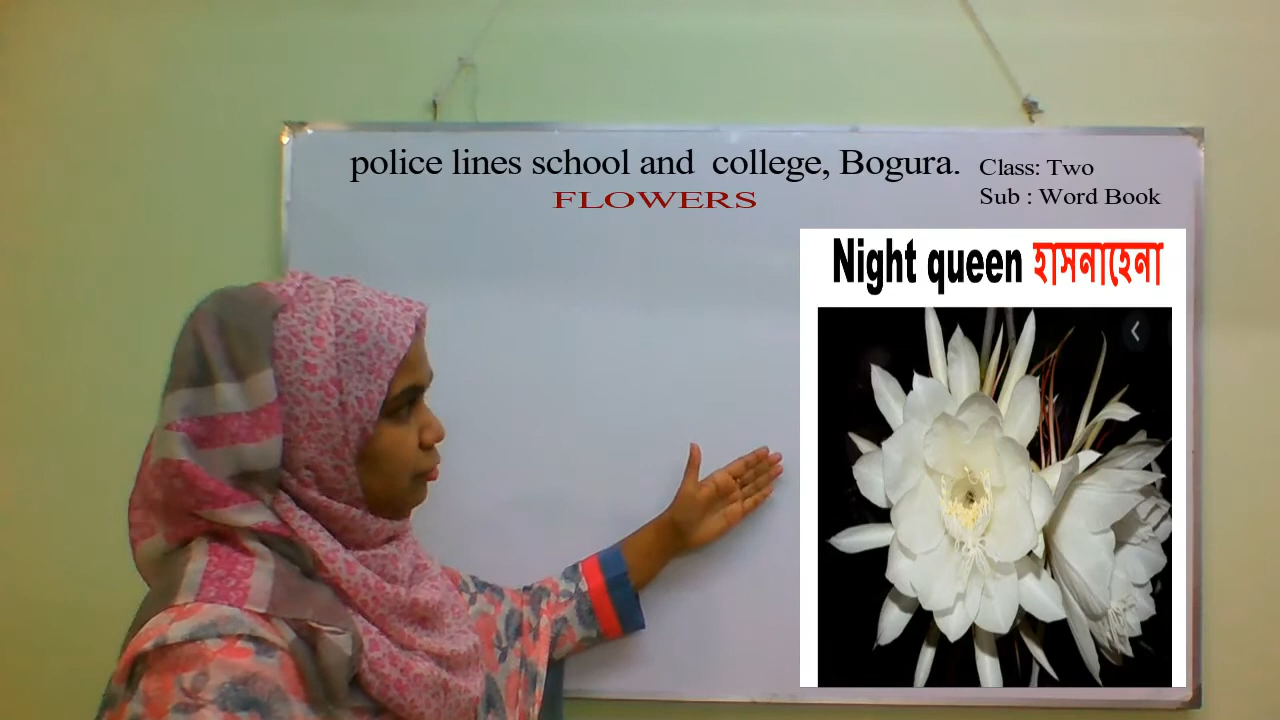 police lines school and college, Bogura.
FLOWERS
Class: Two
Sub : Word Book
Night queen হাসনাহেনা